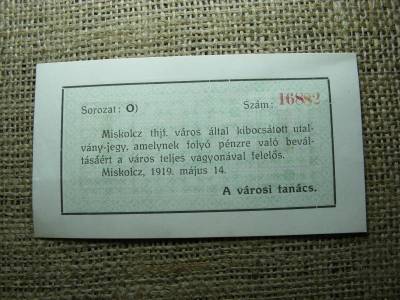 Sorozat: O) Szám: 16882
Miskolcz thjf. város által kibocsátott utal-
vány-jegy, amelynek folyó pénzre való bevál-
tásáért a város teljes vagyonával felelős.
Miskolcz, 1919. május 14.
A városi tanács.